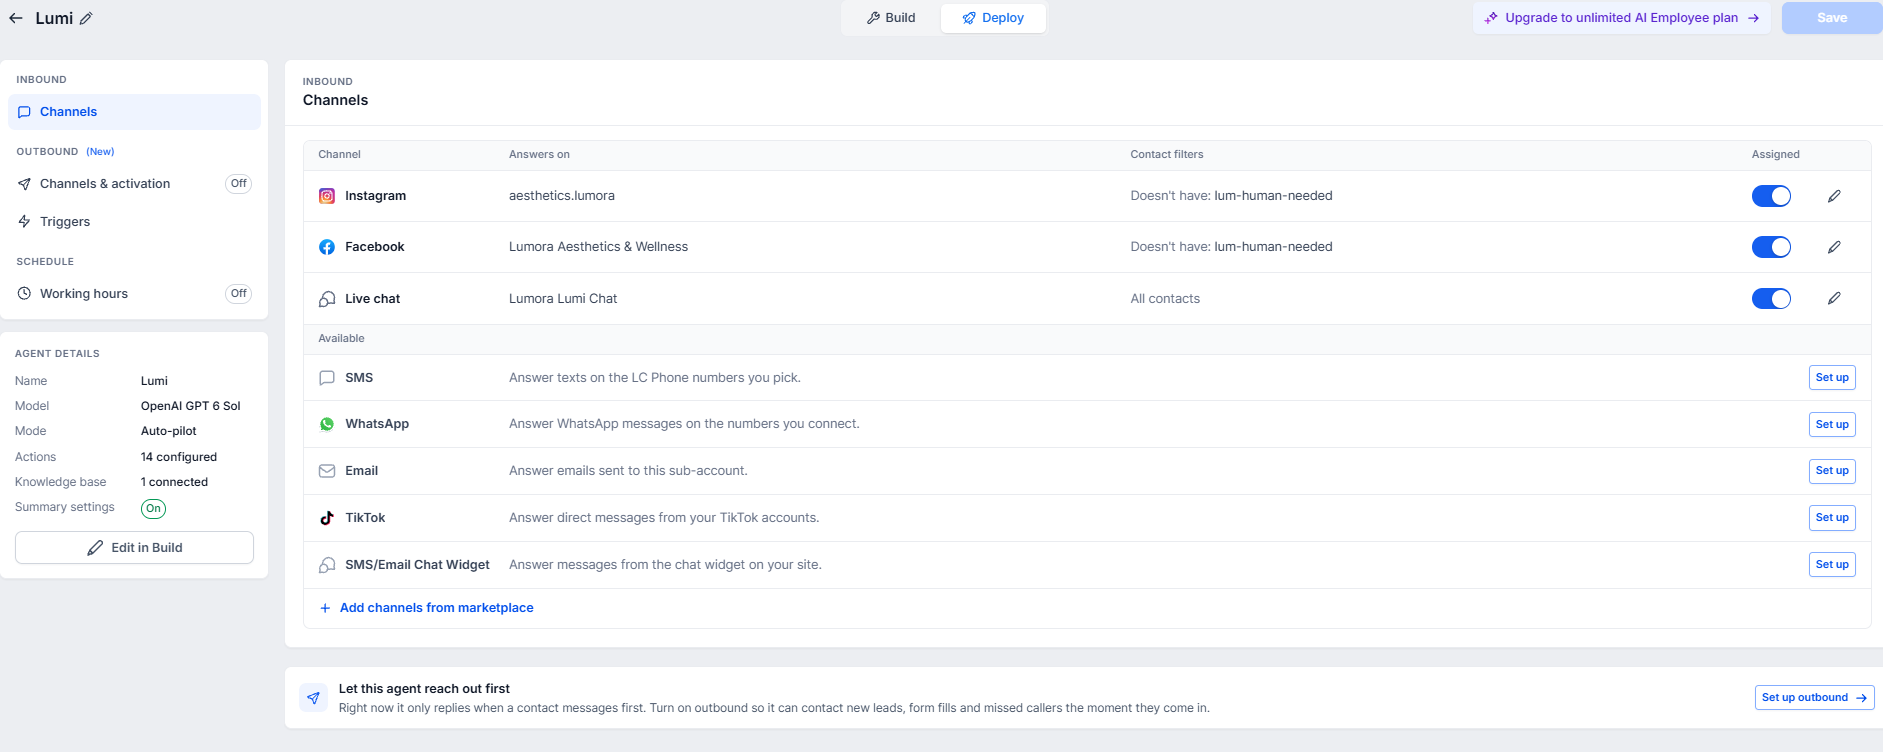 Lumi
Build
Deploy
Upgrade to unlimited AI Employee plan
Save
INBOUND
Channels
OUTBOUND (New)
Channels & activation Off
Triggers
SCHEDULE
Working hours Off
AGENT DETAILS
Name Lumi
Model OpenAI GPT 6 Sol
Mode Auto-pilot
Actions 14 configured
Knowledge base 1 connected
Summary settings On
Edit in Build
INBOUND
Channels
Channel Answers on Contact filters Assigned
Instagram aesthetics.lumora Doesn't have: lum-human-needed
Facebook Lumora Aesthetics & Wellness Doesn't have: lum-human-needed
Live chat Lumora Lumi Chat All contacts
Available
SMS Answer texts on the LC Phone numbers you pick. Set up
WhatsApp Answer WhatsApp messages on the numbers you connect. Set up
Email Answer emails sent to this sub-account. Set up
TikTok Answer direct messages from your TikTok accounts. Set up
SMS/Email Chat Widget Answer messages from the chat widget on your site. Set up
+ Add channels from marketplace
Let this agent reach out first
Right now it only replies when a contact messages first. Turn on outbound so it can contact new leads, form fills and missed callers the moment they come in.
Set up outbound